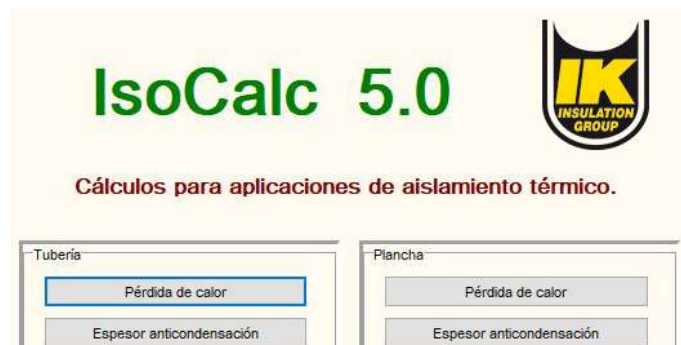 IsoCalc 5.0
IK
INSULATION
GROUP
Cálculos para aplicaciones de aislamiento térmico.
Tubería
Plancha
Pérdida de calor
Pérdida de calor
Espesor anticondensación
Espesor anticondensación